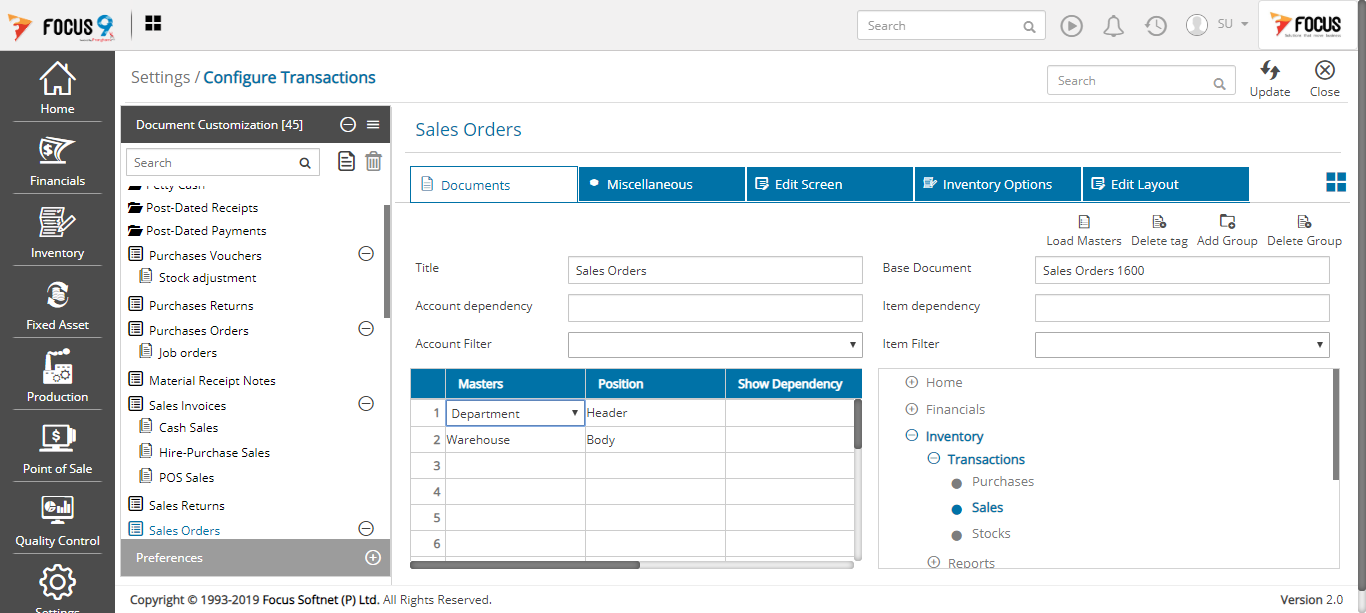 FOCUS 9
Search
SU
FOCUS
Home
Financials
Inventory
Fixed Asset
Production
Point of Sale
Quality Control
Settings
Settings / Configure Transactions
Search
Update
Close
Document Customization [45]
Search
Petty Cash
Post-Dated Receipts
Post-Dated Payments
Purchases Vouchers
Stock adjustment
Purchases Returns
Purchases Orders
Job orders
Material Receipt Notes
Sales Invoices
Cash Sales
Hire-Purchase Sales
POS Sales
Sales Returns
Sales Orders
Preferences
Sales Orders
Documents
Miscellaneous
Edit Screen
Inventory Options
Edit Layout
Load Masters
Delete tag
Add Group
Delete Group
Title
Sales Orders
Base Document
Sales Orders 1600
Account dependency
Item dependency
Account Filter
Item Filter
Masters Position Show Dependency
1 Department Header
2 Warehouse Body
3
4
5
6
Home
Financials
Inventory
Transactions
Purchases
Sales
Stocks
Reports
Copyright © 1993-2019 Focus Softnet (P) Ltd. All Rights Reserved.
Version 2.0